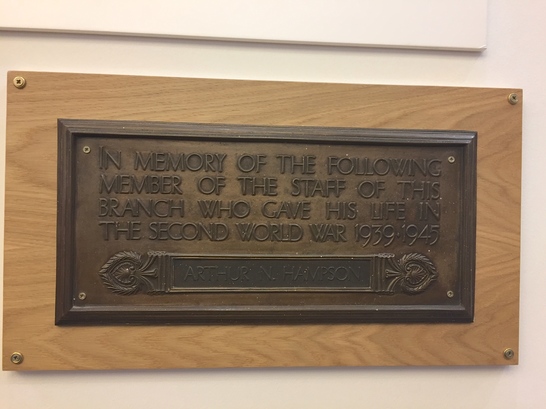 IN MEMORY OF THE FOLLOWING
MEMBER OF THE STAFF OF THIS
BRANCH WHO GAVE HIS LIFE IN
THE SECOND WORLD WAR 1939-1945
ARTHUR N. HAMPSON